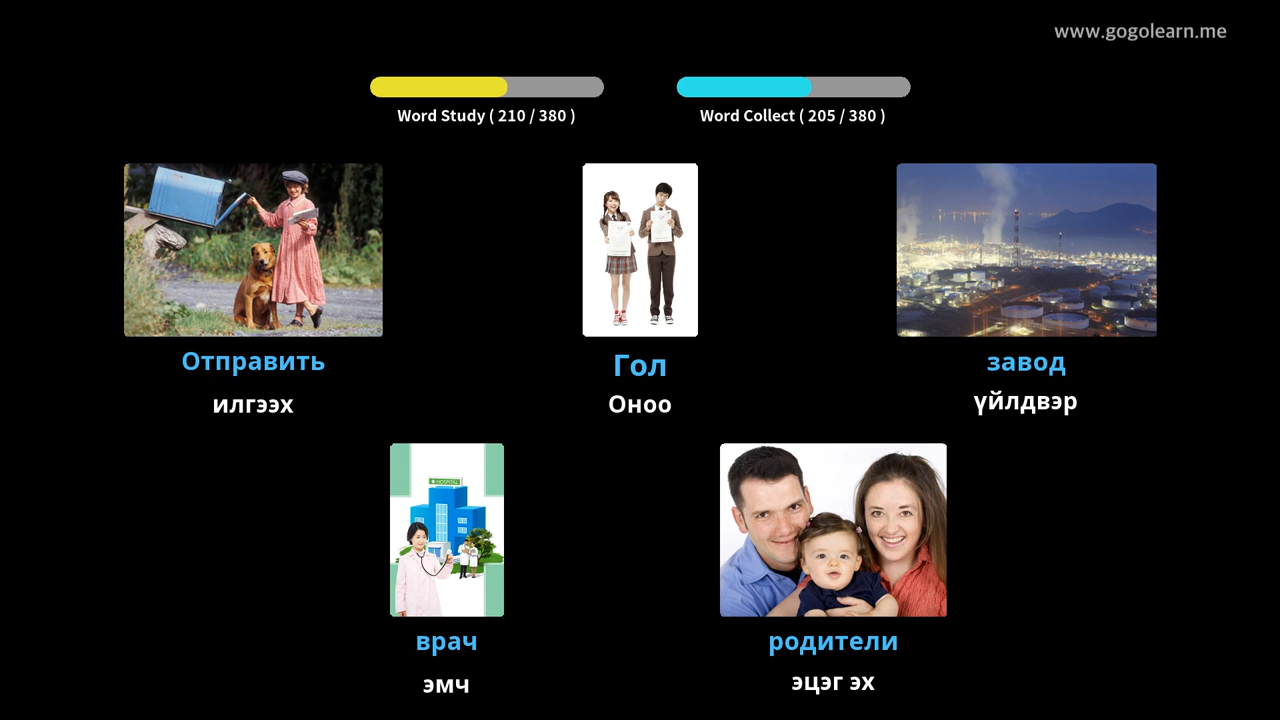 www.gogolearn.me
Word Study ( 210 / 380 )
Word Collect ( 205 / 380 )
Отправить
илгээх
Гол
Оноо
завод
үйлдвэр
HOSPITAL
врач
эмч
родители
эцэг эх